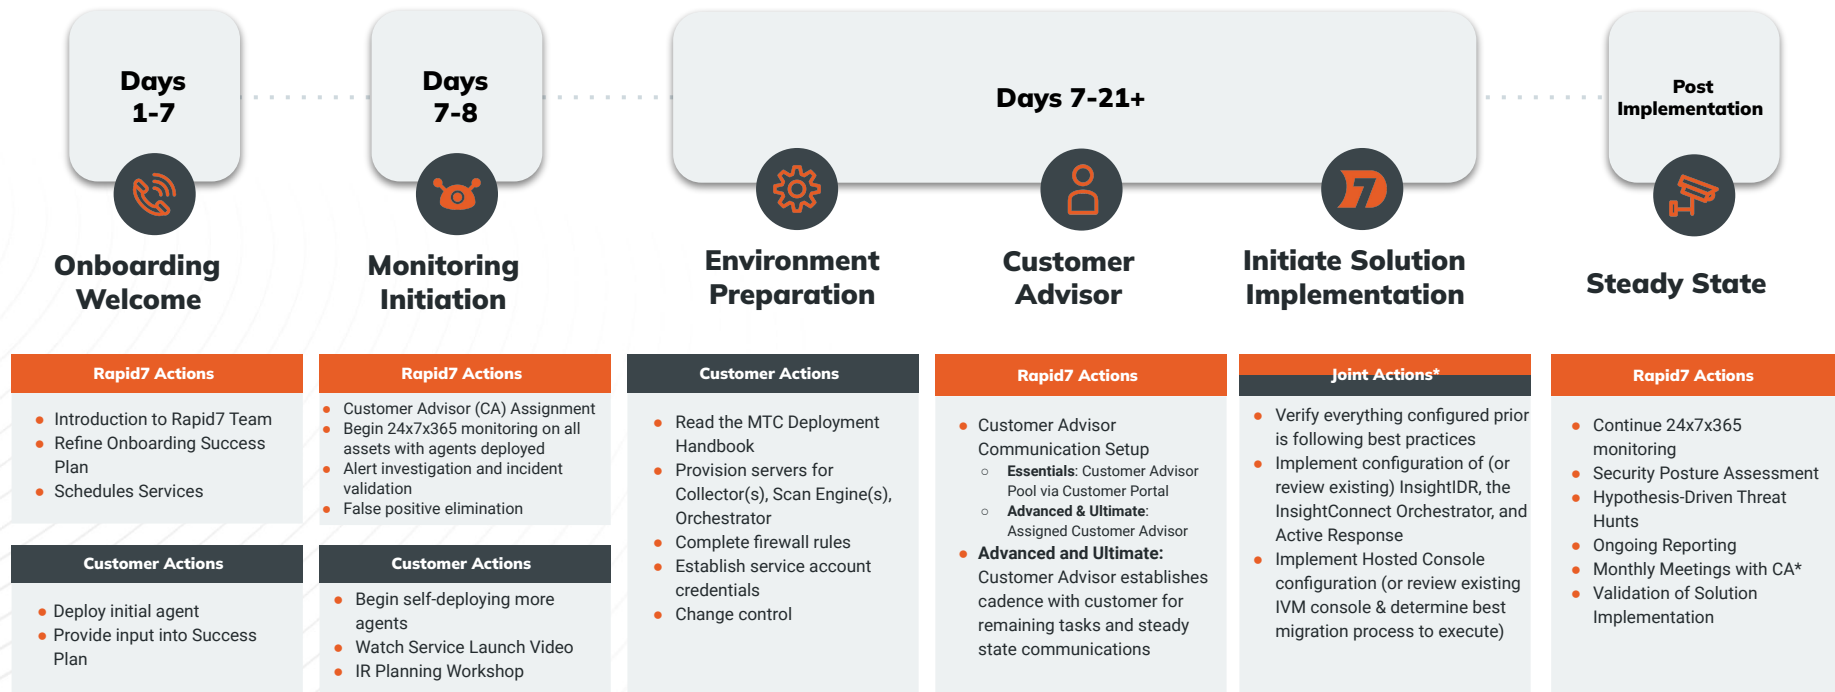 Days
1-7
Days
7-8
Days 7-21+
Post
Implementation
Onboarding
Welcome
Monitoring
Initiation
Environment
Preparation
Customer
Advisor
Initiate Solution
Implementation
Steady State
Rapid7 Actions
Introduction to Rapid7 Team
Refine Onboarding Success
Plan
Schedules Services
Customer Actions
Deploy initial agent
Provide input into Success
Plan
Rapid7 Actions
Customer Advisor (CA) Assignment
Begin 24x7x365 monitoring on all
assets with agents deployed
Alert investigation and incident
validation
False positive elimination
Customer Actions
Begin self-deploying more
agents
Watch Service Launch Video
IR Planning Workshop
Customer Actions
Read the MTC Deployment
Handbook
Provision servers for
Collector(s), Scan Engine(s),
Orchestrator
Complete firewall rules
Establish service account
credentials
Change control
Rapid7 Actions
Customer Advisor
Communication Setup
Essentials: Customer Advisor
Pool via Customer Portal
Advanced & Ultimate:
Assigned Customer Advisor
Advanced and Ultimate:
Customer Advisor establishes
cadence with customer for
remaining tasks and steady
state communications
Joint Actions*
Verify everything configured prior
is following best practices
Implement configuration of (or
review existing) InsightIDR, the
InsightConnect Orchestrator, and
Active Response
Implement Hosted Console
configuration (or review existing
IVM console & determine best
migration process to execute)
Rapid7 Actions
Continue 24x7x365
monitoring
Security Posture Assessment
Hypothesis-Driven Threat
Hunts
Ongoing Reporting
Monthly Meetings with CA*
Validation of Solution
Implementation